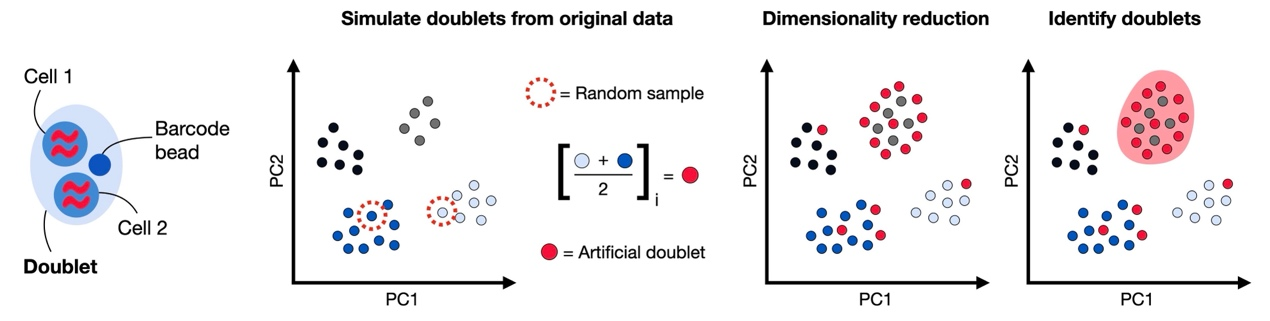 Simulate doublets from original data
Dimensionality reduction
Identify doublets
Cell 1
Barcode
bead
Cell 2
Doublet
PC2
PC1
= Random sample
[ + / 2 ] i =
= Artificial doublet
PC2
PC1
PC2
PC1